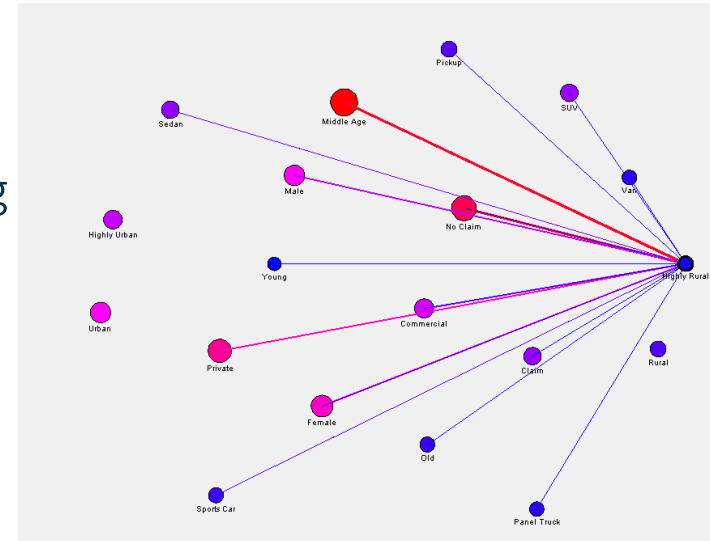 Pickup
SUV
Sedan
Middle Age
Van
Male
g
No Claim
Highly Urban
Highly Rural
Young
Urban
Commercial
Private
Claim
Rural
Female
Old
Sports Car
Panel Truck